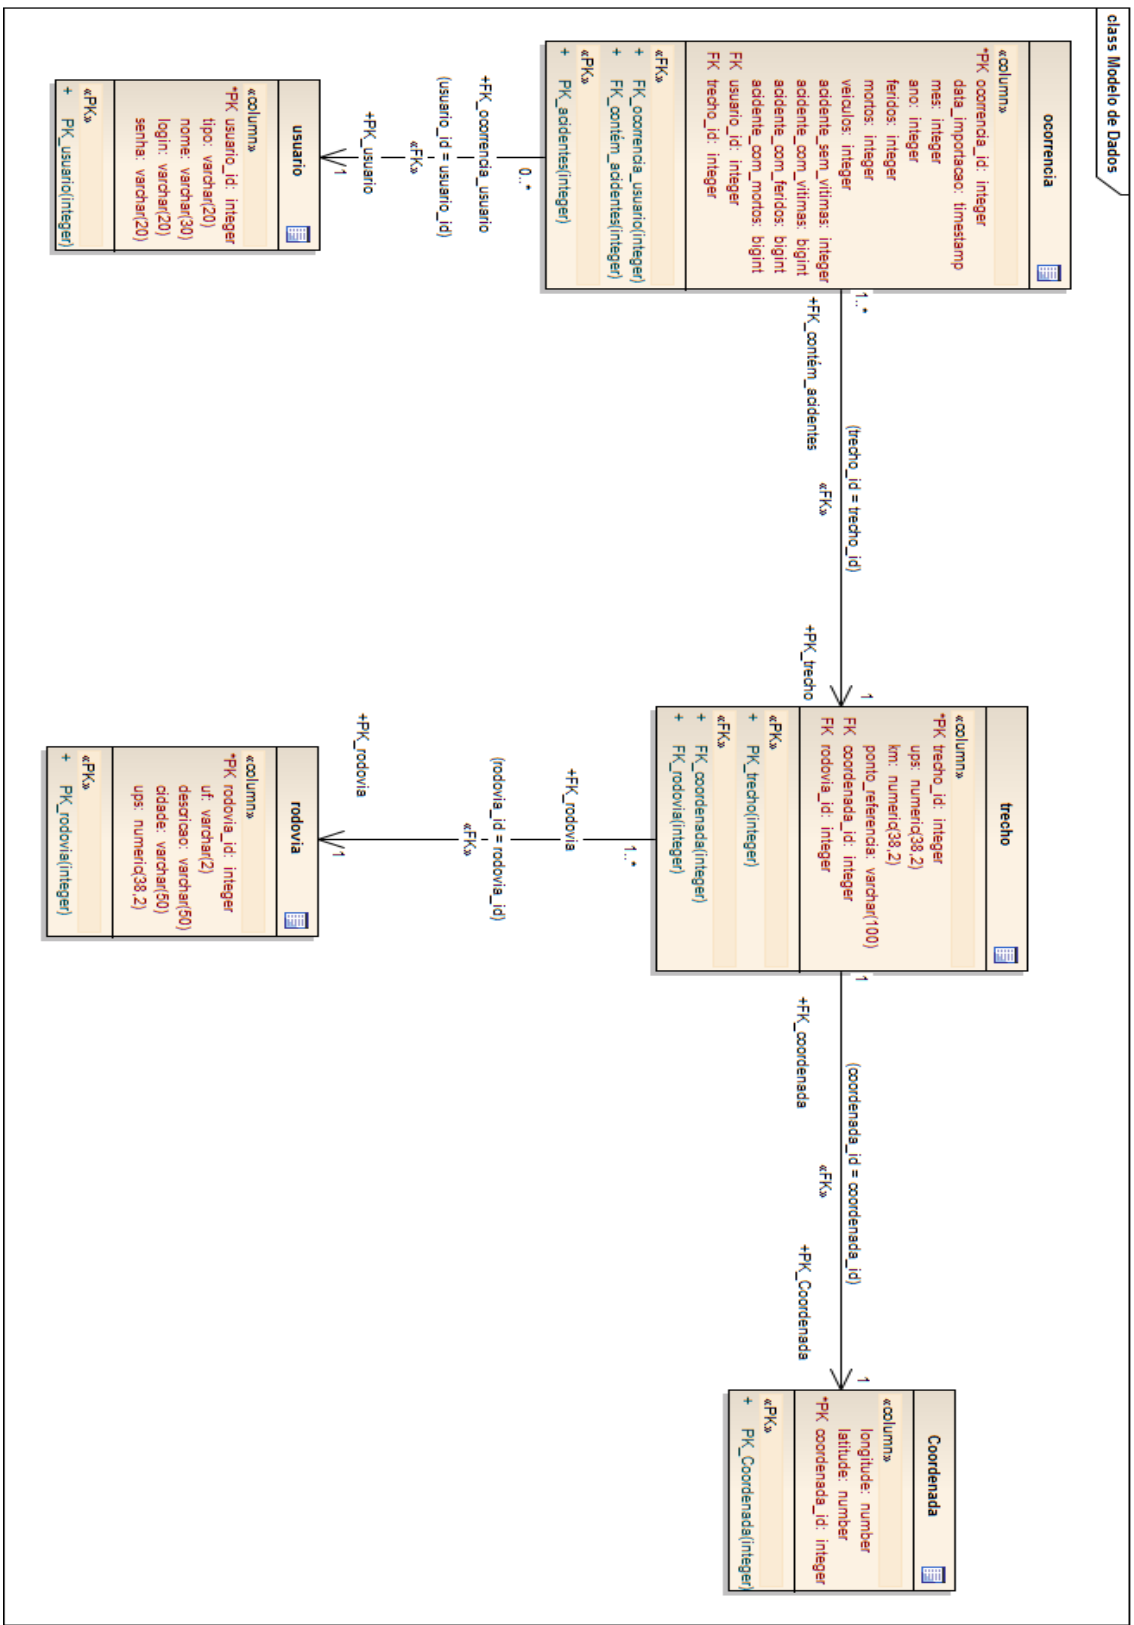 class Modelo de Dados
ocorrencia
«column»
*PK ocorrencia_id: integer
data_importacao: timestamp
mes: integer
ano: integer
feridos: integer
mortos: integer
veiculos: integer
acidente_sem_vitimas: integer
acidente_com_vitimas: bigint
acidente_com_feridos: bigint
acidente_com_mortos: bigint
FK usuario_id: integer
FK trecho_id: integer
«FK»
+ FK_ocorrencia_usuario(integer)
+ FK_contém_acidentes(integer)
«PK»
+ PK_acidentes(integer)
1..*
+FK_contém_acidentes
(trecho_id = trecho_id)
«FK»
+PK_trecho
1
trecho
«column»
*PK trecho_id: integer
ups: numeric(38,2)
km: numeric(38,2)
ponto_referencia: varchar(100)
FK coordenada_id: integer
FK rodovia_id: integer
«PK»
+ PK_trecho(integer)
«FK»
+ FK_coordenada(integer)
+ FK_rodovia(integer)
1
+FK_coordenada
(coordenada_id = coordenada_id)
«FK»
+PK_Coordenada
1
Coordenada
«column»
longitude: number
latitude: number
*PK coordenada_id: integer
«PK»
+ PK_Coordenada(integer)
0..*
+FK_ocorrencia_usuario
(usuario_id = usuario_id)
«FK»
+PK_usuario
1
usuario
«column»
*PK usuario_id: integer
tipo: varchar(20)
nome: varchar(30)
login: varchar(20)
senha: varchar(20)
«PK»
+ PK_usuario(integer)
1..*
+FK_rodovia
(rodovia_id = rodovia_id)
«FK»
+PK_rodovia
1
rodovia
«column»
*PK rodovia_id: integer
uf: varchar(2)
descricao: varchar(50)
cidade: varchar(50)
ups: numeric(38,2)
«PK»
+ PK_rodovia(integer)